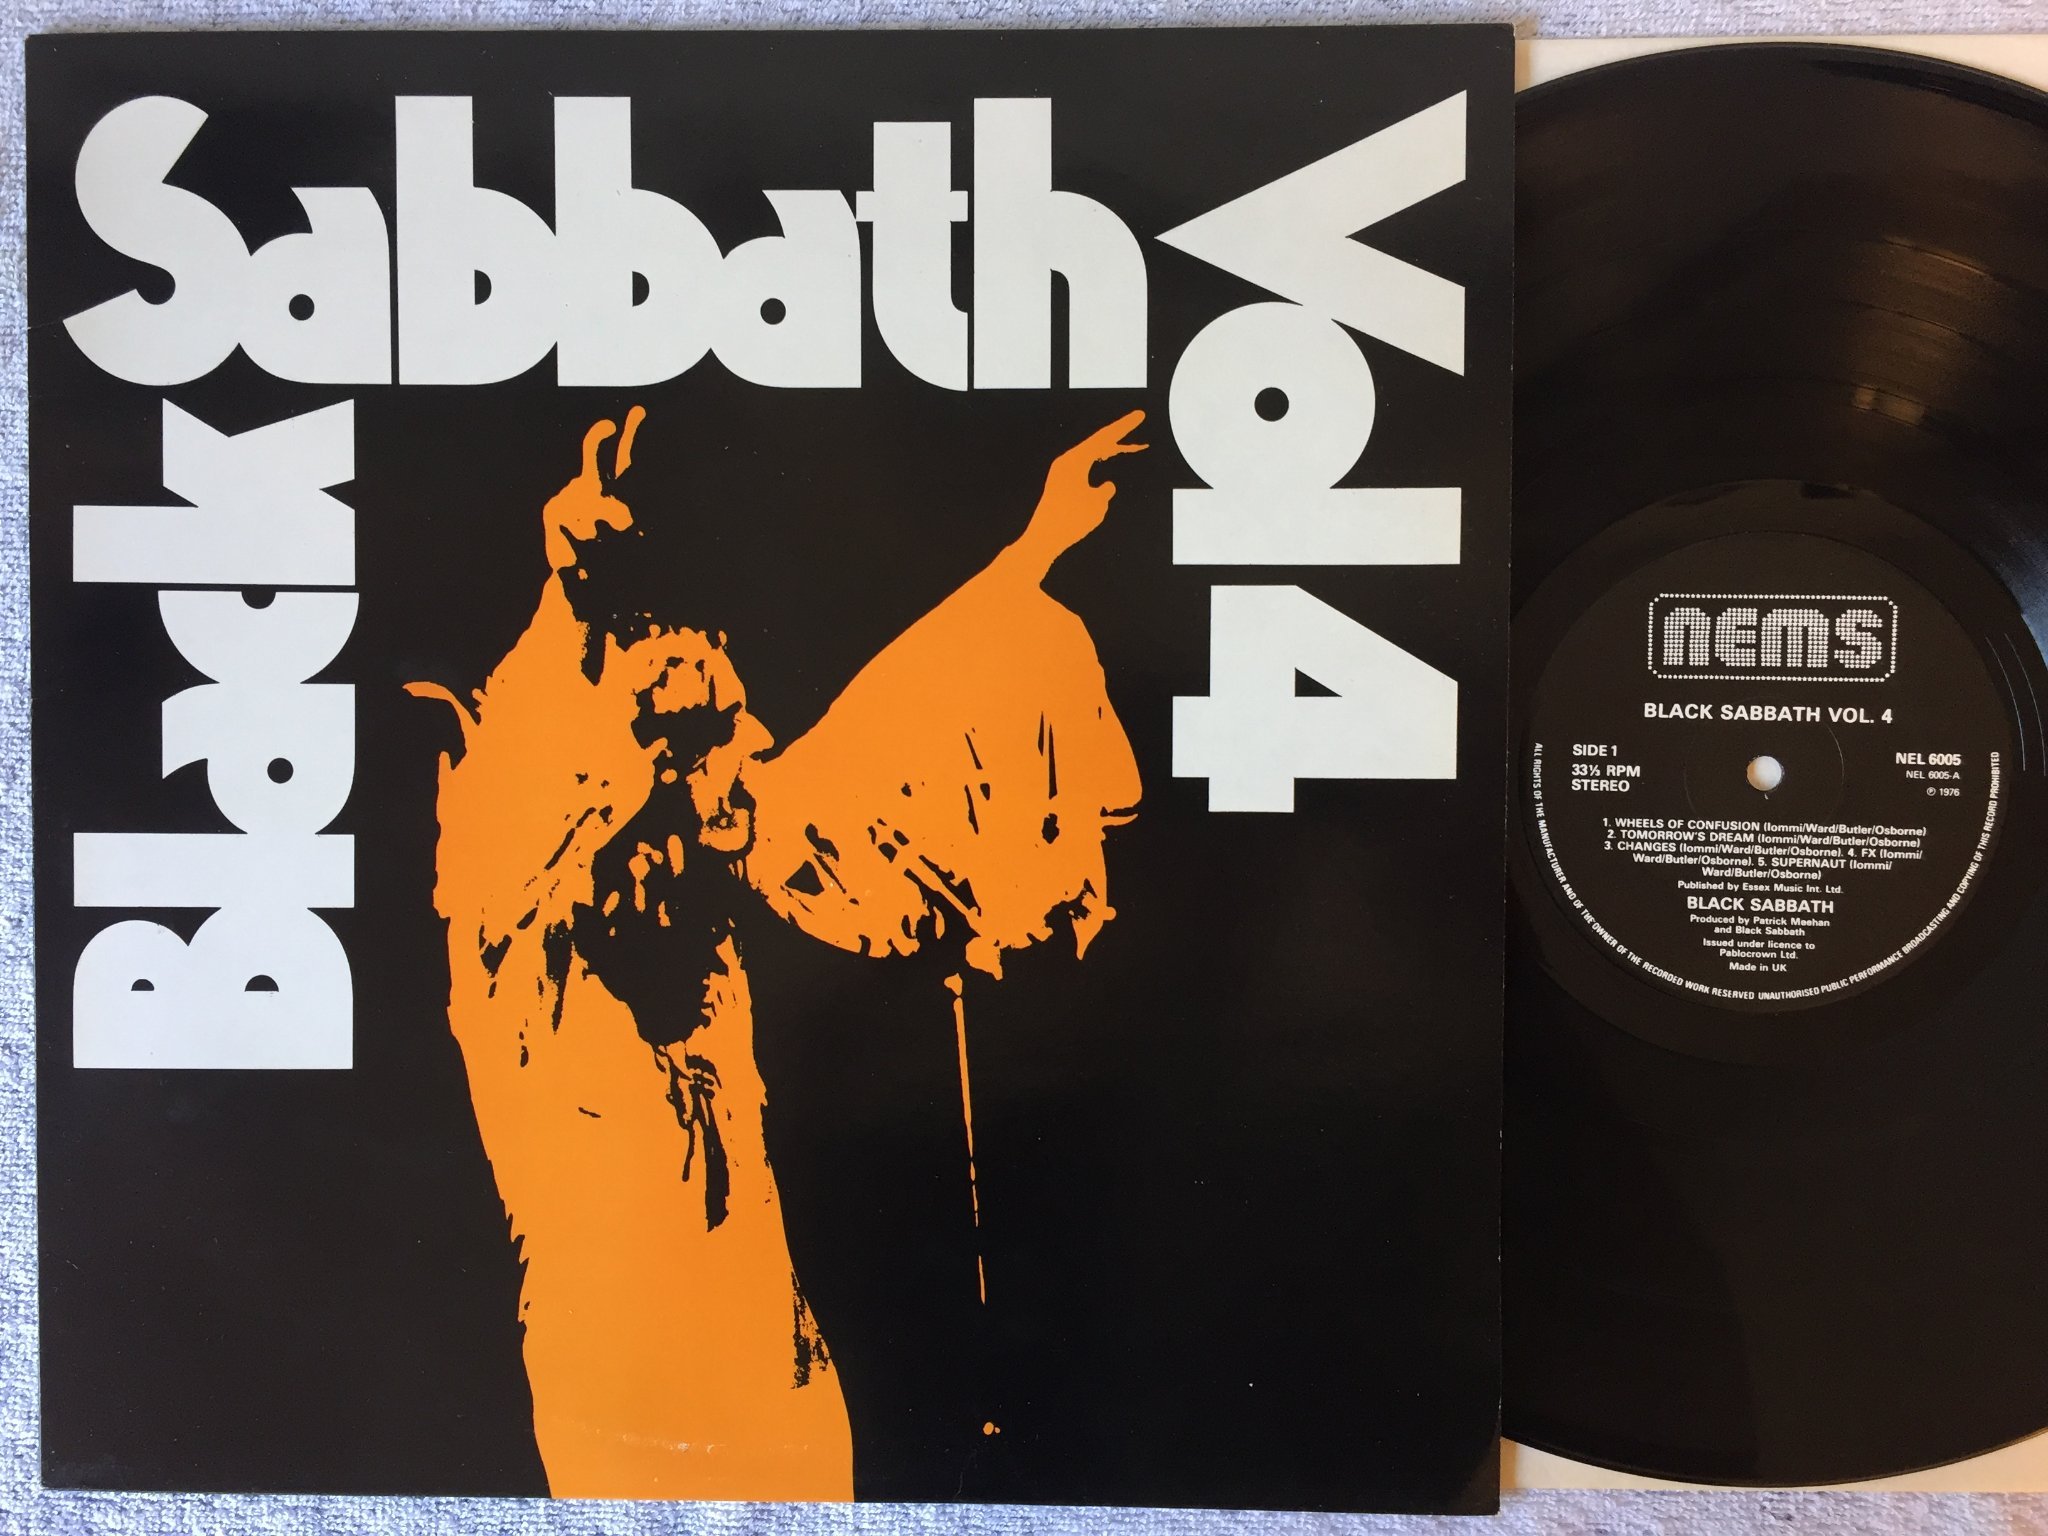 Black
Sabbath
Vol 4
NEMS
BLACK SABBATH VOL. 4
SIDE 1
33⅓ RPM
STEREO
NEL 6005
NEL 6005-A
℗ 1976
1. WHEELS OF CONFUSION (Iommi/Ward/Butler/Osborne)
2. TOMORROW'S DREAM (Iommi/Ward/Butler/Osborne)
3. CHANGES (Iommi/Ward/Butler/Osborne). 4. FX (Iommi/
Ward/Butler/Osborne). 5. SUPERNAUT (Iommi/
Ward/Butler/Osborne)
Published by Essex Music Int. Ltd.
BLACK SABBATH
Produced by Patrick Meehan
and Black Sabbath
Issued under licence to
Pablocrown Ltd.
Made in UK
ALL RIGHTS OF THE MANUFACTURER AND OF THE OWNER OF THE RECORDED WORK RESERVED UNAUTHORISED PUBLIC PERFORMANCE BROADCASTING AND COPYING OF THIS RECORD PROHIBITED